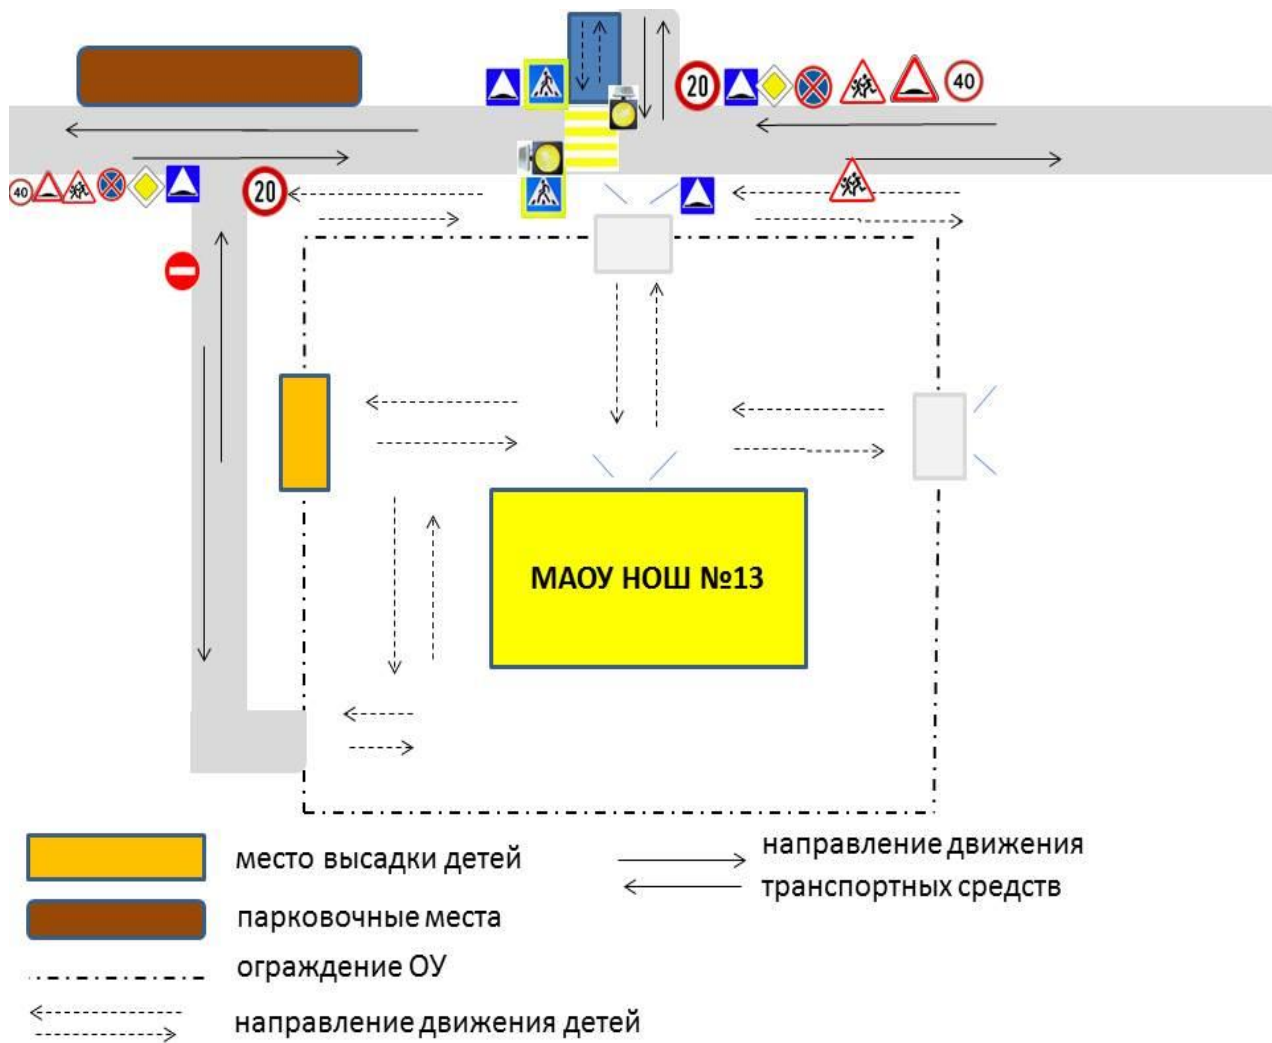 20
40
40
20
МАОУ НОШ №13
место высадки детей
направление движения
транспортных средств
парковочные места
ограждение ОУ
направление движения детей